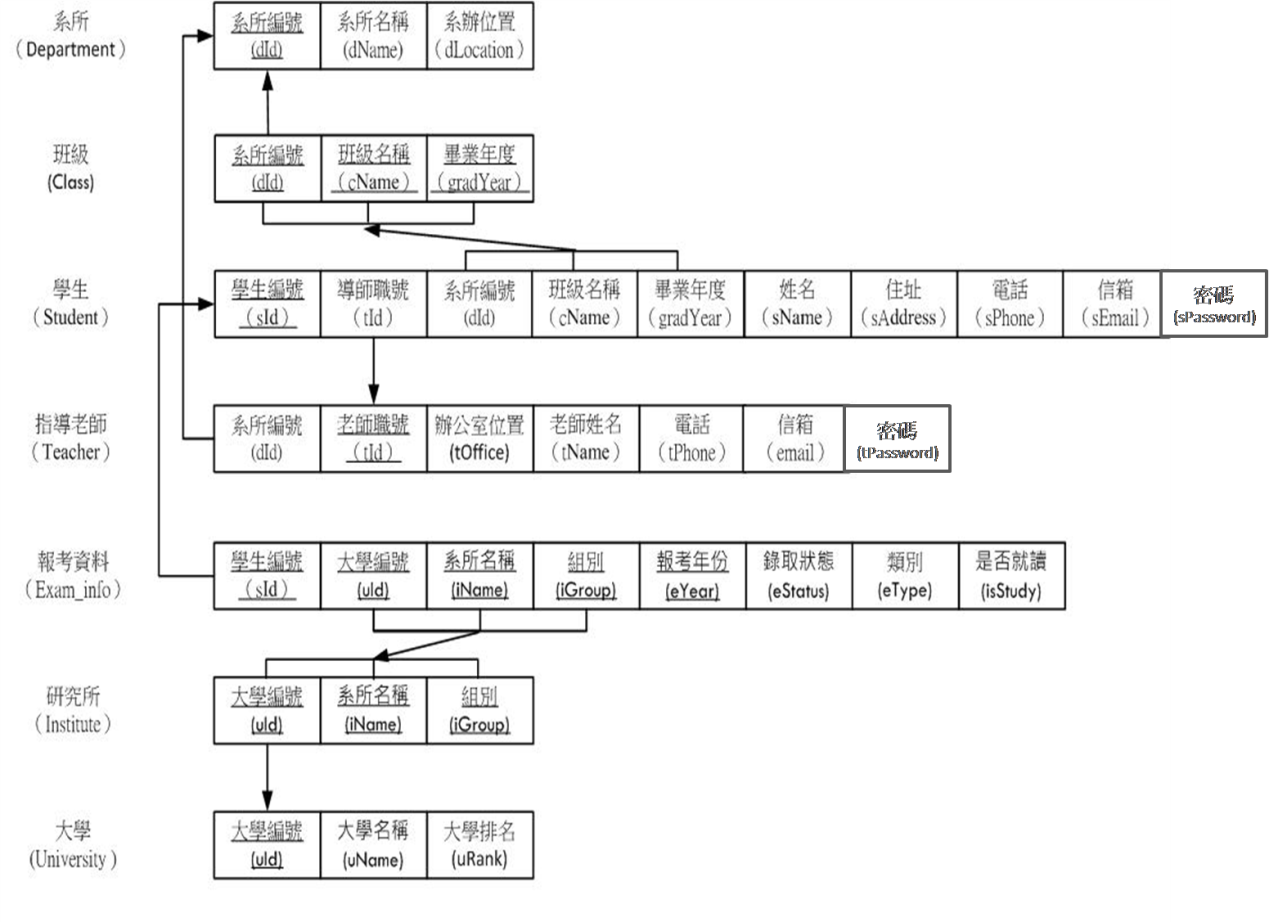 系所
（Department）
系所編號
(dId)
系所名稱
(dName)
系辦位置
（dLocation）
班級
(Class)
系所編號
(dId)
班級名稱
（cName）
畢業年度
（gradYear）
學生
（Student）
學生編號
（sId）
導師職號
（tId）
系所編號
(dId)
班級名稱
（cName）
畢業年度
（gradYear）
姓名
（sName）
住址
（sAddress）
電話
（sPhone）
信箱
（sEmail）
密碼
(sPassword)
指導老師
（Teacher）
系所編號
(dId)
老師職號
（tId）
辦公室位置
(tOffice)
老師姓名
（tName）
電話
（tPhone）
信箱
（email）
密碼
(tPassword)
報考資料
（Exam_info）
學生編號
（sId）
大學編號
(uId)
系所名稱
(iName)
組別
(iGroup)
報考年份
(eYear)
錄取狀態
(eStatus)
類別
(eType)
是否就讀
(isStudy)
研究所
（Institute）
大學編號
(uId)
系所名稱
(iName)
組別
(iGroup)
大學
(University）
大學編號
(uId)
大學名稱
(uName)
大學排名
(uRank)